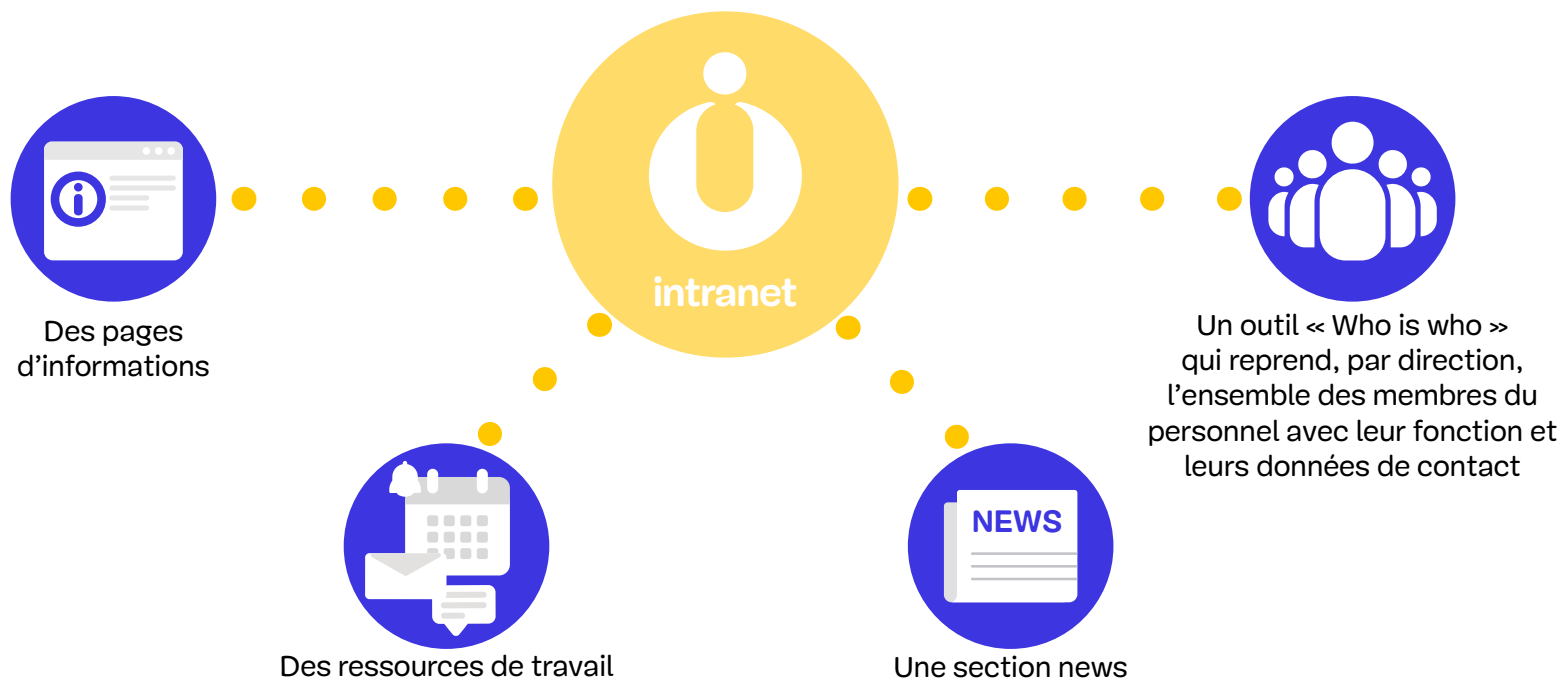 intranet
Des pages
d’informations
Un outil « Who is who »
qui reprend, par direction,
l’ensemble des membres du
personnel avec leur fonction et
leurs données de contact
NEWS
Des ressources de travail
Une section news